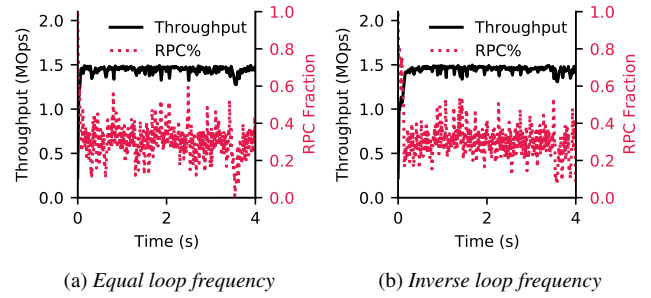 Throughput
RPC%
Throughput (MOps)
2.0
1.5
1.0
0.5
0.0
1.0
0.8
0.6
0.4
0.2
0.0
RPC Fraction
0
2
4
Time (s)
(a) Equal loop frequency
Throughput
RPC%
Throughput (MOps)
2.0
1.5
1.0
0.5
0.0
1.0
0.8
0.6
0.4
0.2
0.0
RPC Fraction
0
2
4
Time (s)
(b) Inverse loop frequency